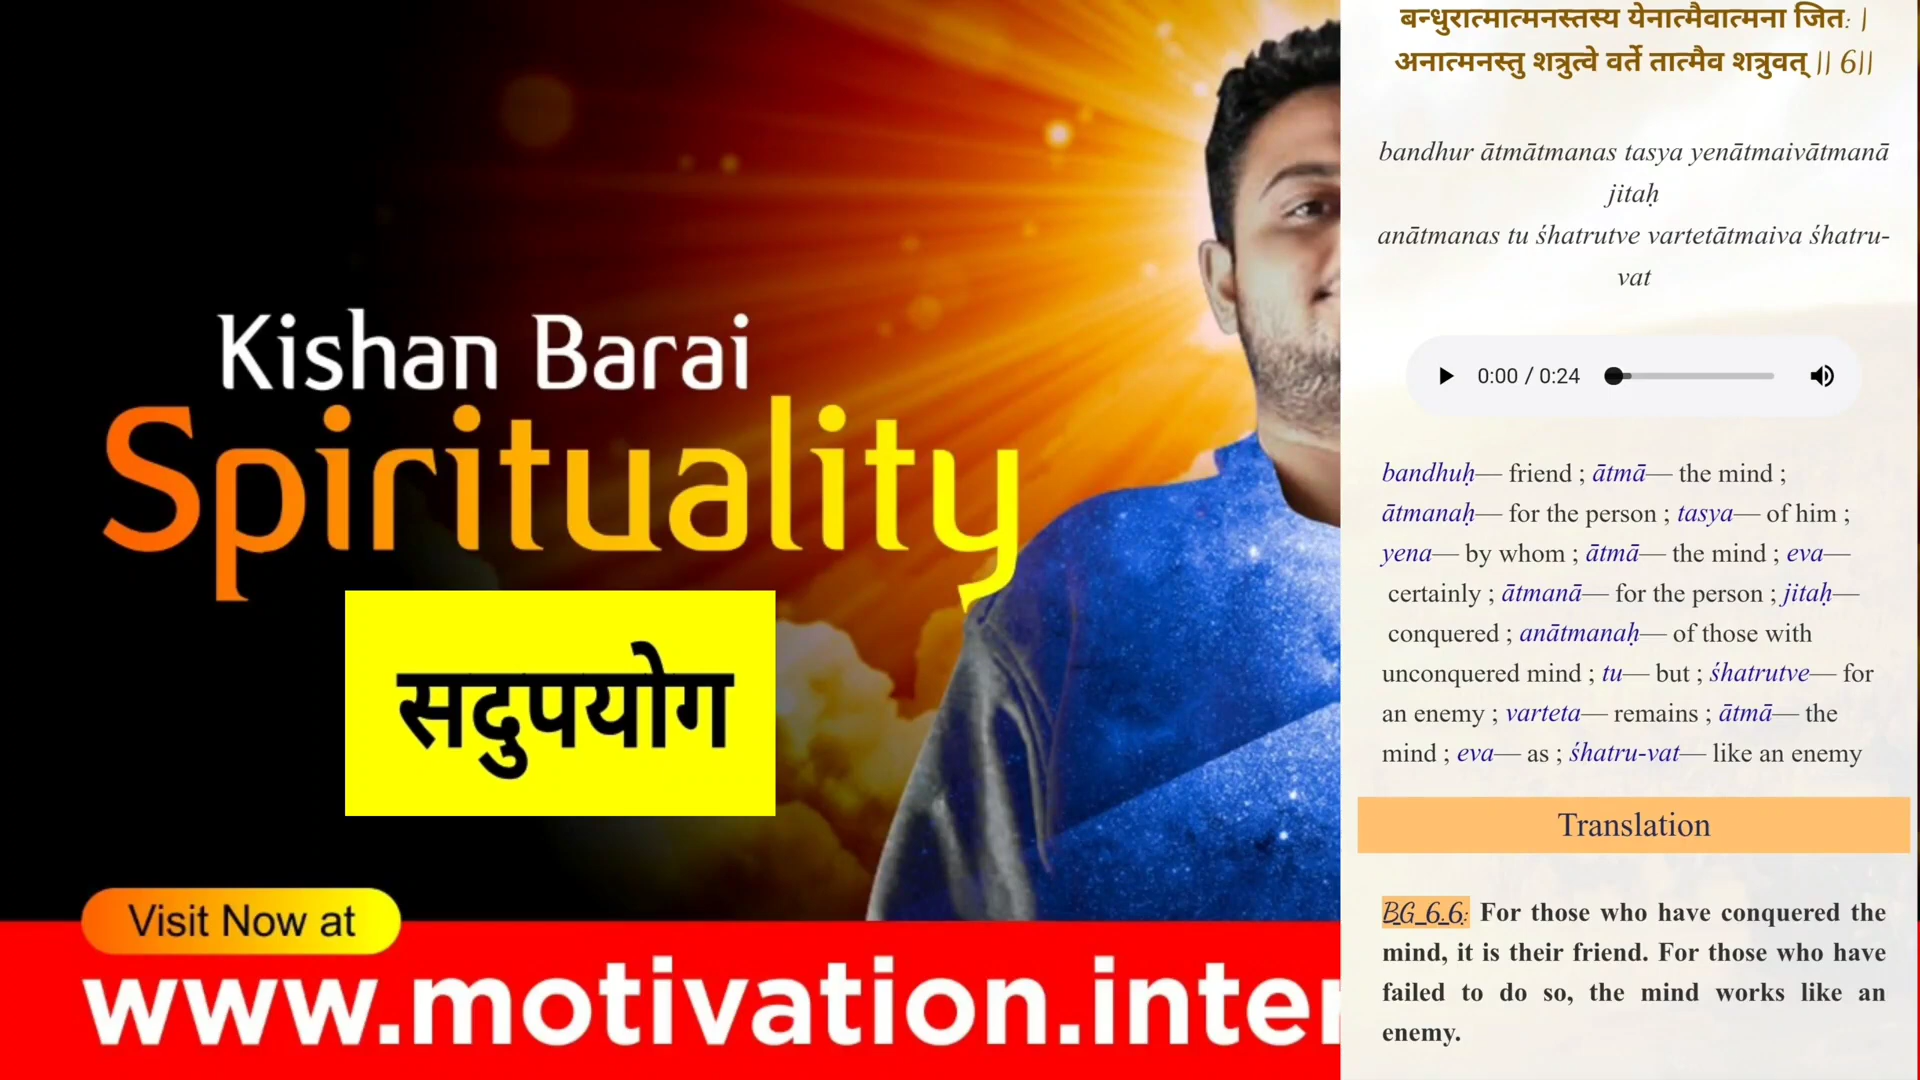 Kishan Barai
Spirituality
सदुपयोग
Visit Now at
www.motivation.inter
बन्धुरात्मात्मनस्तस्य येनात्मैवात्मना जित: |
अनात्मनस्तु शत्रुत्वे वर्ते तात्मैव शत्रुवत् || 6||
bandhur ātmātmanas tasya yenātmaivātmanā
jitaḥ
anātmanas tu śhatrutve vartetātmaiva śhatru-
vat
0:00 / 0:24
bandhuḥ— friend ; ātmā— the mind ;
ātmanaḥ— for the person ; tasya— of him ;
yena— by whom ; ātmā— the mind ; eva—
certainly ; ātmanā— for the person ; jitaḥ—
conquered ; anātmanaḥ— of those with
unconquered mind ; tu— but ; śhatrutve— for
an enemy ; varteta— remains ; ātmā— the
mind ; eva— as ; śhatru-vat— like an enemy
Translation
BG 6.6: For those who have conquered the
mind, it is their friend. For those who have
failed to do so, the mind works like an
enemy.